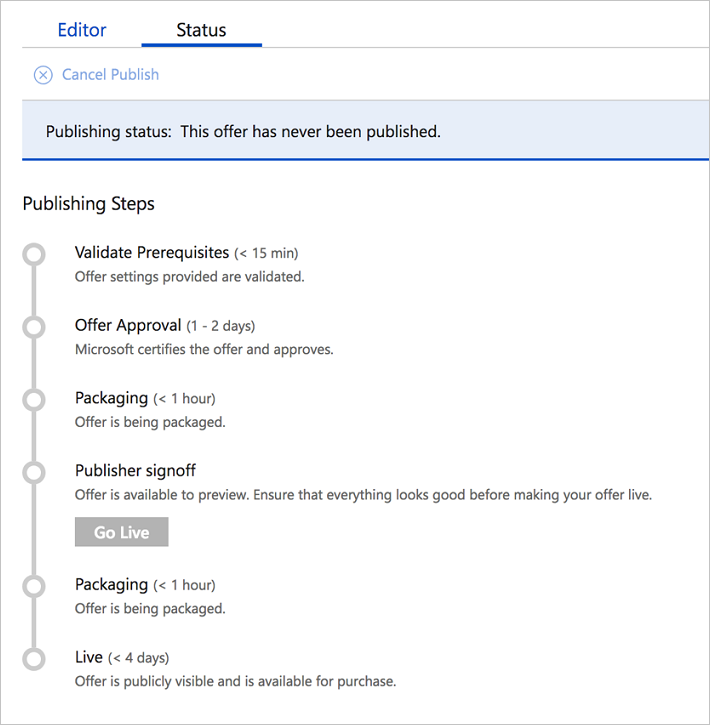 Editor Status
Cancel Publish
Publishing status: This offer has never been published.
Publishing Steps
Validate Prerequisites (< 15 min)
Offer settings provided are validated.
Offer Approval (1 - 2 days)
Microsoft certifies the offer and approves.
Packaging (< 1 hour)
Offer is being packaged.
Publisher signoff
Offer is available to preview. Ensure that everything looks good before making your offer live.
Go Live
Packaging (< 1 hour)
Offer is being packaged.
Live (< 4 days)
Offer is publicly visible and is available for purchase.